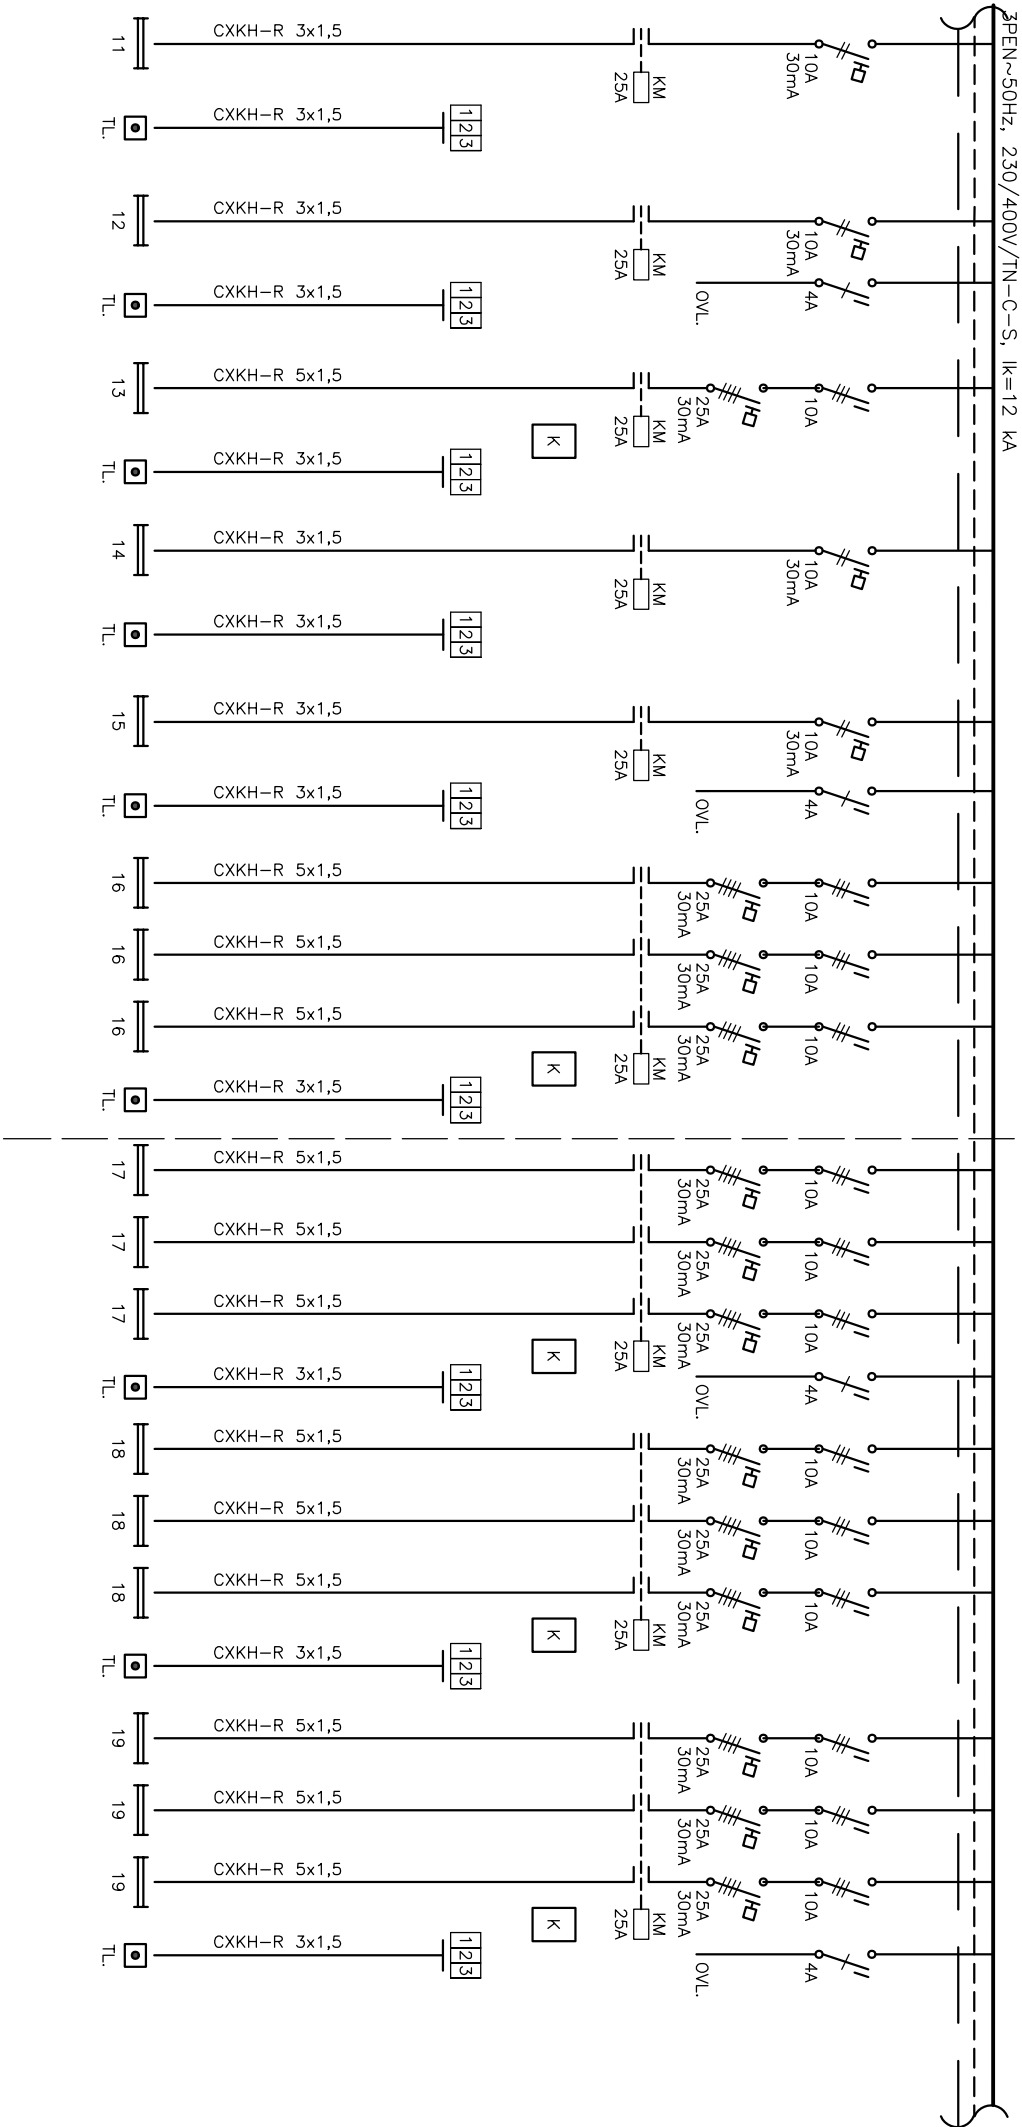 3PEN~50Hz, 230/400V/TN-C-S, Ik=12 kA
11
CXKH-R 3x1,5
KM
25A
10A
30mA
TL.
CXKH-R 3x1,5
1 2 3
12
CXKH-R 3x1,5
KM
25A
10A
30mA
TL.
CXKH-R 3x1,5
1 2 3
OVL.
4A
13
CXKH-R 5x1,5
K
KM
25A
25A
30mA
10A
TL.
CXKH-R 3x1,5
1 2 3
14
CXKH-R 3x1,5
KM
25A
10A
30mA
TL.
CXKH-R 3x1,5
1 2 3
15
CXKH-R 3x1,5
KM
25A
10A
30mA
TL.
CXKH-R 3x1,5
1 2 3
OVL.
4A
16
CXKH-R 5x1,5
25A
30mA
10A
16
CXKH-R 5x1,5
25A
30mA
10A
16
CXKH-R 5x1,5
K
KM
25A
25A
30mA
10A
TL.
CXKH-R 3x1,5
1 2 3
17
CXKH-R 5x1,5
25A
30mA
10A
17
CXKH-R 5x1,5
25A
30mA
10A
17
CXKH-R 5x1,5
K
KM
25A
25A
30mA
10A
TL.
CXKH-R 3x1,5
1 2 3
OVL.
4A
18
CXKH-R 5x1,5
25A
30mA
10A
18
CXKH-R 5x1,5
25A
30mA
10A
18
CXKH-R 5x1,5
K
KM
25A
25A
30mA
10A
TL.
CXKH-R 3x1,5
1 2 3
19
CXKH-R 5x1,5
25A
30mA
10A
19
CXKH-R 5x1,5
25A
30mA
10A
19
CXKH-R 5x1,5
K
KM
25A
25A
30mA
10A
TL.
CXKH-R 3x1,5
1 2 3
OVL.
4A